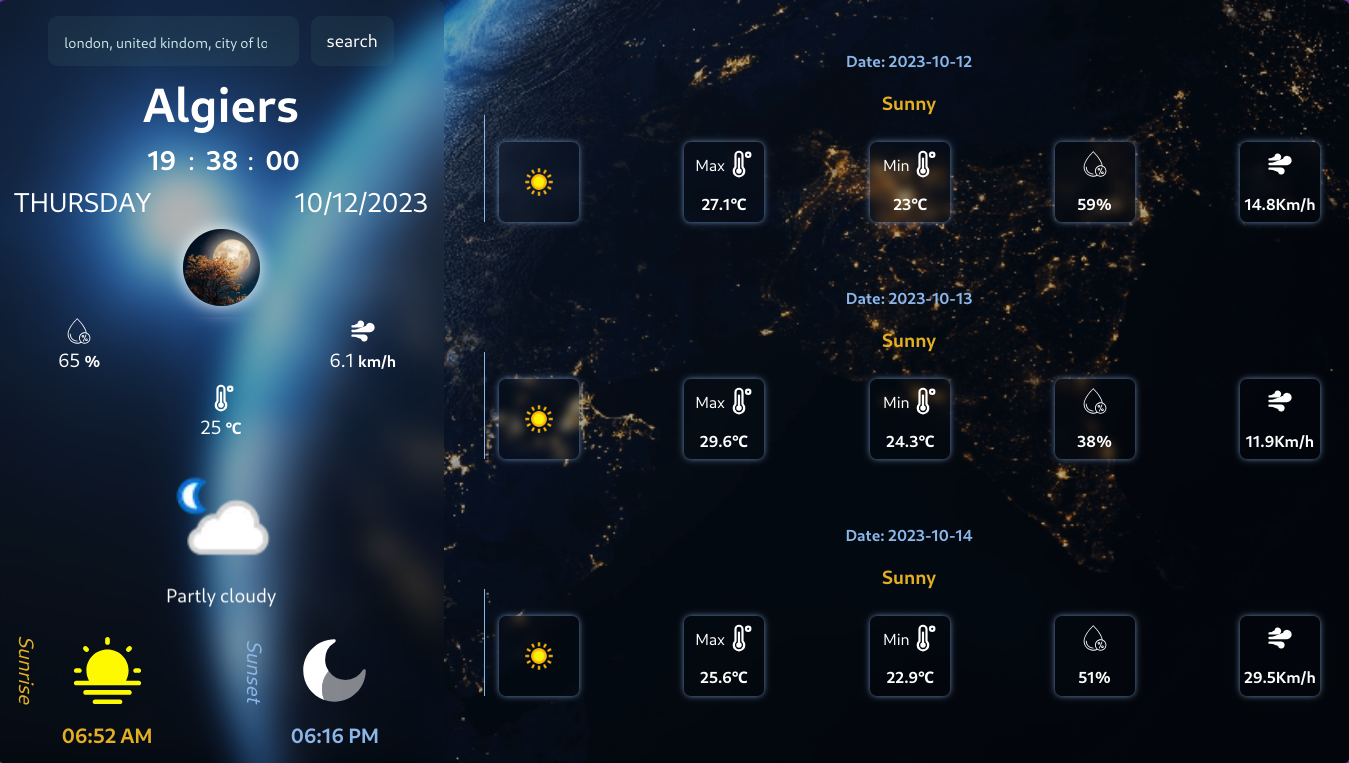 london, united kindom, city of lo
search
Algiers
19 : 38 : 00
THURSDAY 10/12/2023
65 % 6.1 km/h
25 °C
Partly cloudy
Sunrise
Sunset
06:52 AM 06:16 PM
Date: 2023-10-12
Sunny
Max Min
27.1°C 23°C 59% 14.8Km/h
Date: 2023-10-13
Sunny
Max Min
29.6°C 24.3°C 38% 11.9Km/h
Date: 2023-10-14
Sunny
Max Min
25.6°C 22.9°C 51% 29.5Km/h